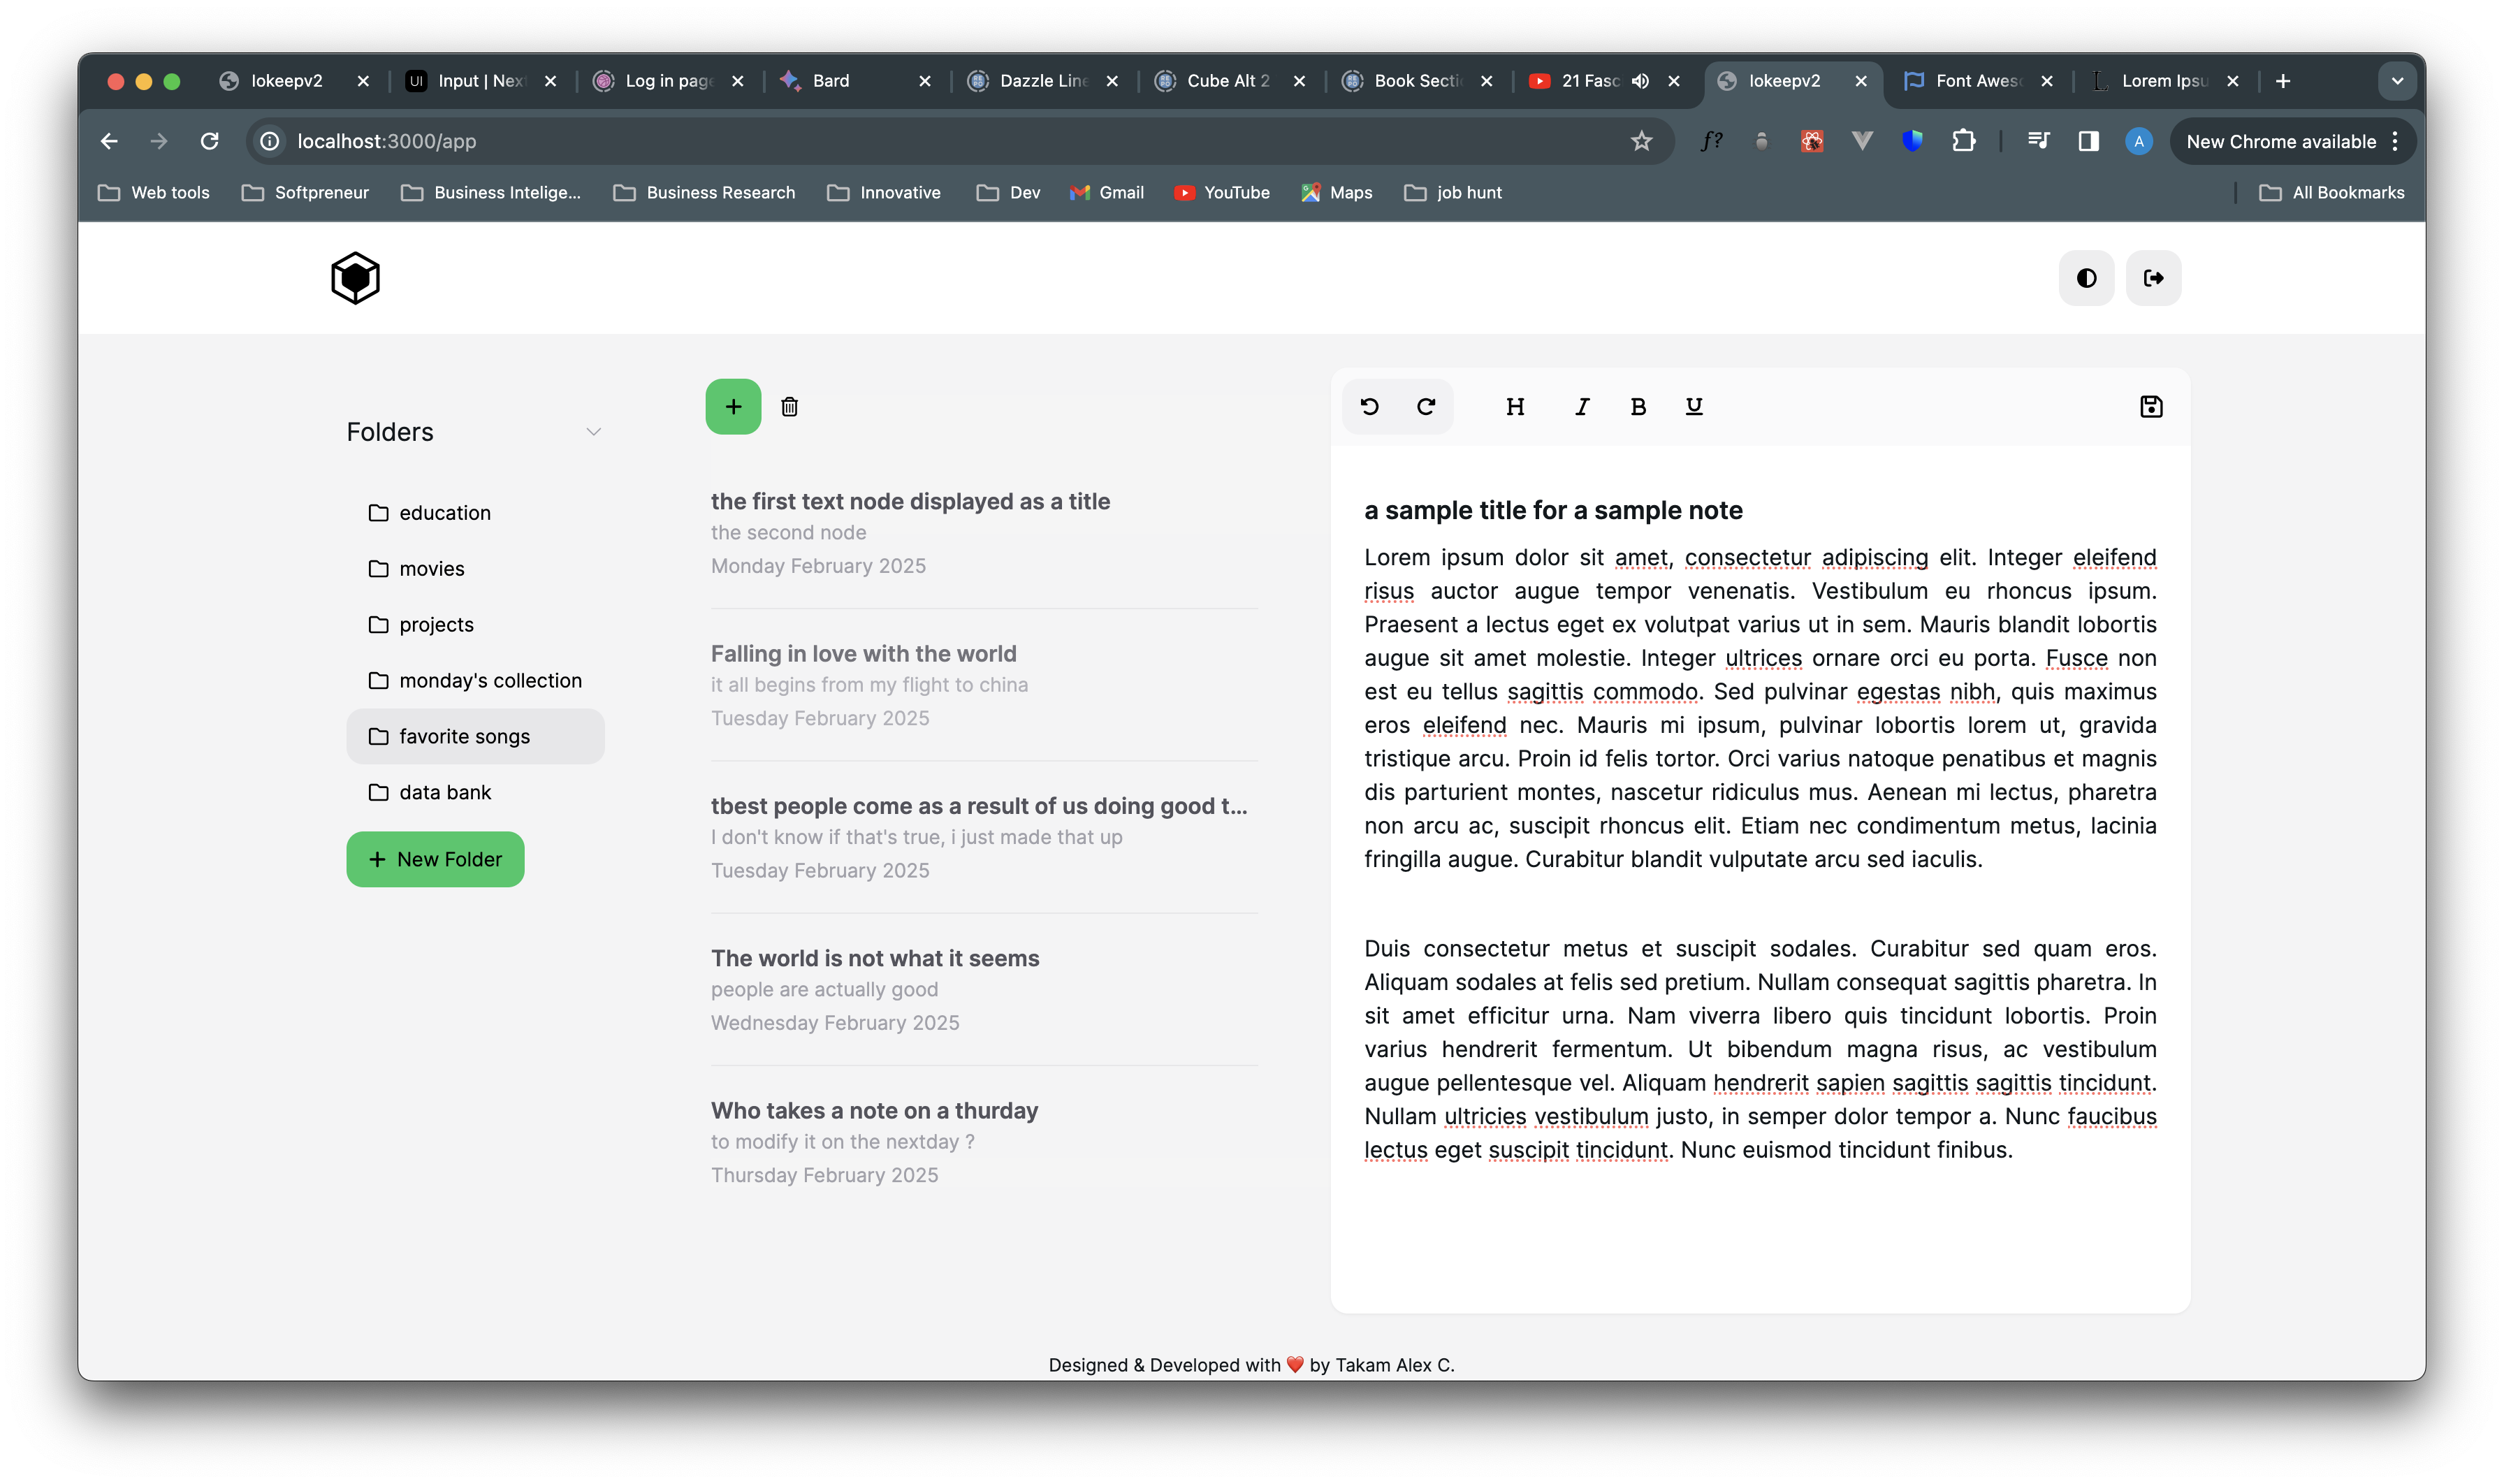 lokeepv2
UI Input | Nex
Log in page
Bard
Dazzle Line
Cube Alt 2
Book Secti
21 Fasc
lokeepv2
Font Awes
L Lorem Ipsu
localhost:3000/app
f?
A
New Chrome available
Web tools
Softpreneur
Business Intelige...
Business Research
Innovative
Dev
Gmail
YouTube
Maps
job hunt
All Bookmarks
Folders
education
movies
projects
monday's collection
favorite songs
data bank
+ New Folder
the first text node displayed as a title
the second node
Monday February 2025
Falling in love with the world
it all begins from my flight to china
Tuesday February 2025
tbest people come as a result of us doing good t...
I don't know if that's true, i just made that up
Tuesday February 2025
The world is not what it seems
people are actually good
Wednesday February 2025
Who takes a note on a thurday
to modify it on the nextday ?
Thursday February 2025
H I B U
a sample title for a sample note
Lorem ipsum dolor sit amet, consectetur adipiscing elit. Integer eleifend
risus auctor augue tempor venenatis. Vestibulum eu rhoncus ipsum.
Praesent a lectus eget ex volutpat varius ut in sem. Mauris blandit lobortis
augue sit amet molestie. Integer ultrices ornare orci eu porta. Fusce non
est eu tellus sagittis commodo. Sed pulvinar egestas nibh, quis maximus
eros eleifend nec. Mauris mi ipsum, pulvinar lobortis lorem ut, gravida
tristique arcu. Proin id felis tortor. Orci varius natoque penatibus et magnis
dis parturient montes, nascetur ridiculus mus. Aenean mi lectus, pharetra
non arcu ac, suscipit rhoncus elit. Etiam nec condimentum metus, lacinia
fringilla augue. Curabitur blandit vulputate arcu sed iaculis.
Duis consectetur metus et suscipit sodales. Curabitur sed quam eros.
Aliquam sodales at felis sed pretium. Nullam consequat sagittis pharetra. In
sit amet efficitur urna. Nam viverra libero quis tincidunt lobortis. Proin
varius hendrerit fermentum. Ut bibendum magna risus, ac vestibulum
augue pellentesque vel. Aliquam hendrerit sapien sagittis sagittis tincidunt.
Nullam ultricies vestibulum justo, in semper dolor tempor a. Nunc faucibus
lectus eget suscipit tincidunt. Nunc euismod tincidunt finibus.
Designed & Developed with ❤️ by Takam Alex C.